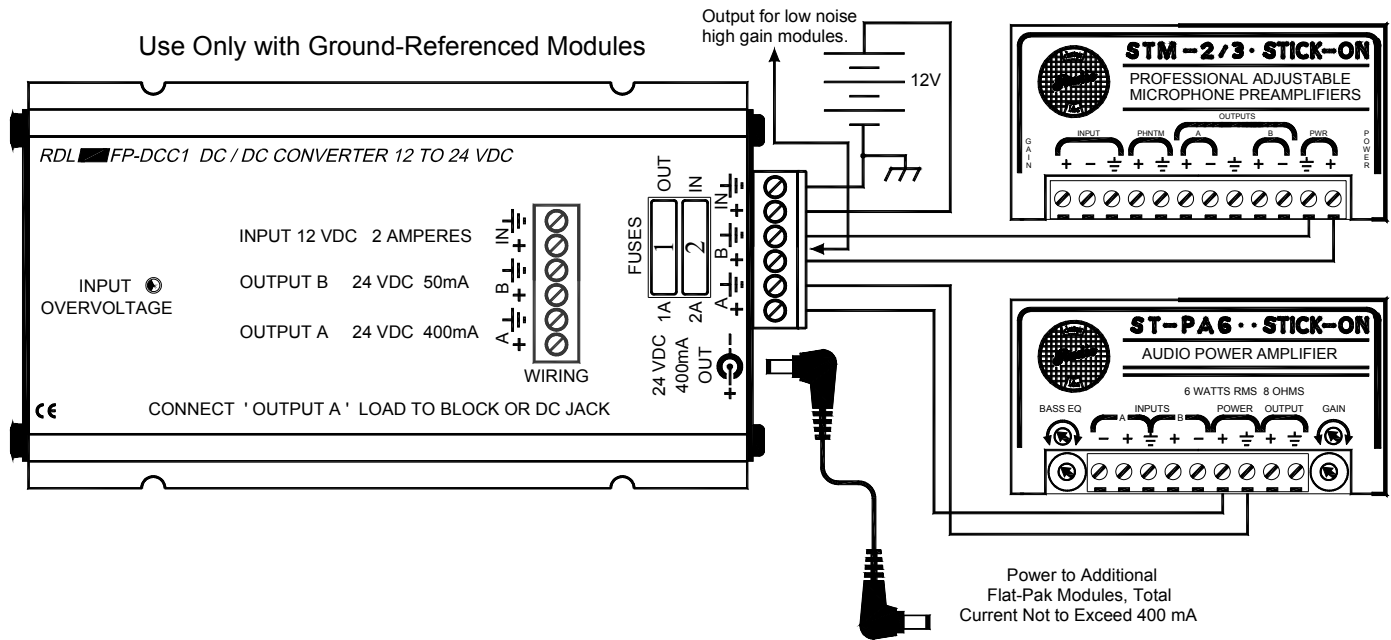 Use Only with Ground-Referenced Modules
Output for low noise
high gain modules.
12V
RDL FP-DCC1 DC / DC CONVERTER 12 TO 24 VDC
INPUT 12 VDC 2 AMPERES
OUTPUT B 24 VDC 50mA
OUTPUT A 24 VDC 400mA
INPUT
OVERVOLTAGE
IN
+
B
+
A
+
WIRING
FUSES
OUT
IN
1
2
1A
2A
IN
+
B
+
A
+
24 VDC
400mA
OUT
-
+
CE
CONNECT ' OUTPUT A ' LOAD TO BLOCK OR DC JACK
STM-2/3 · STICK-ON
PROFESSIONAL ADJUSTABLE
MICROPHONE PREAMPLIFIERS
OUTPUTS
INPUT PHNTM A B PWR
GAIN
POWER
+ - + - + - + - +
ST-PA6 · · STICK-ON
AUDIO POWER AMPLIFIER
6 WATTS RMS 8 OHMS
BASS EQ INPUTS POWER OUTPUT GAIN
A B
- + + - + +
Power to Additional
Flat-Pak Modules, Total
Current Not to Exceed 400 mA